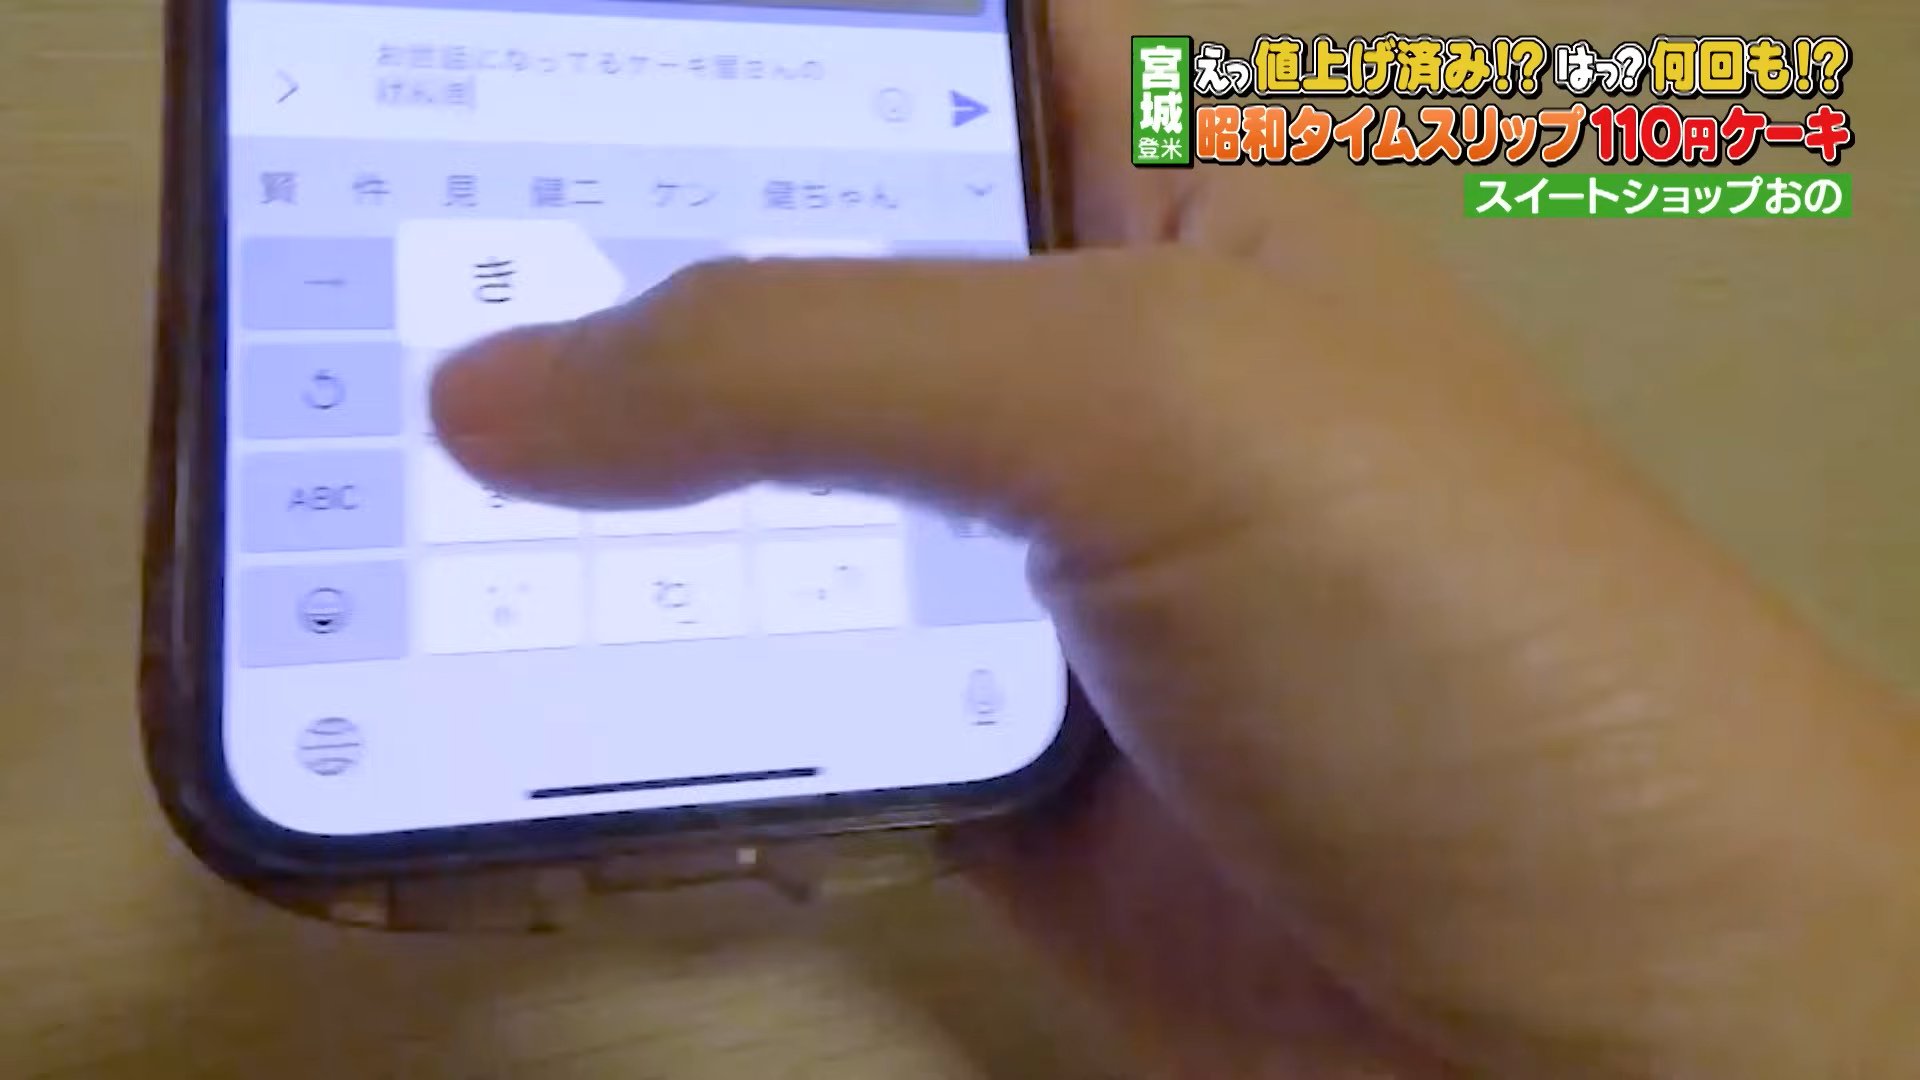 宮城
登米
えっ値上げ済み!? はっ?何回も!?
昭和タイムスリップ110円ケーキ
スイートショップおの
お世話になってるケーキ屋さんの
賢 件 見 健二 ケン 健ちゃん
き
ABC